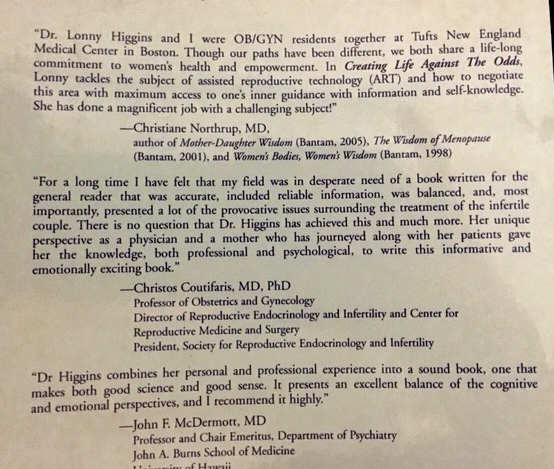 "Dr. Lonny Higgins and I were OB/GYN residents together at Tufts New England
Medical Center in Boston. Though our paths have been different, we both share a life-long
commitment to women's health and empowerment. In Creating Life Against The Odds,
Lonny tackles the subject of assisted reproductive technology (ART) and how to negotiate
this area with maximum access to one's inner guidance with information and self-knowledge.
She has done a magnificent job with a challenging subject!"
—Christiane Northrup, MD,
author of Mother-Daughter Wisdom (Bantam, 2005), The Wisdom of Menopause
(Bantam, 2001), and Women's Bodies, Women's Wisdom (Bantam, 1998)
"For a long time I have felt that my field was in desperate need of a book written for the
general reader that was accurate, included reliable information, was balanced, and, most
importantly, presented a lot of the provocative issues surrounding the treatment of the infertile
couple. There is no question that Dr. Higgins has achieved this and much more. Her unique
perspective as a physician and a mother who has journeyed along with her patients gave
her the knowledge, both professional and psychological, to write this informative and
emotionally exciting book."
—Christos Coutifaris, MD, PhD
Professor of Obstetrics and Gynecology
Director of Reproductive Endocrinology and Infertility and Center for
Reproductive Medicine and Surgery
President, Society for Reproductive Endocrinology and Infertility
"Dr Higgins combines her personal and professional experience into a sound book, one that
makes both good science and good sense. It presents an excellent balance of the cognitive
and emotional perspectives, and I recommend it highly."
—John F. McDermott, MD
Professor and Chair Emeritus, Department of Psychiatry
John A. Burns School of Medicine
University of Hawaii